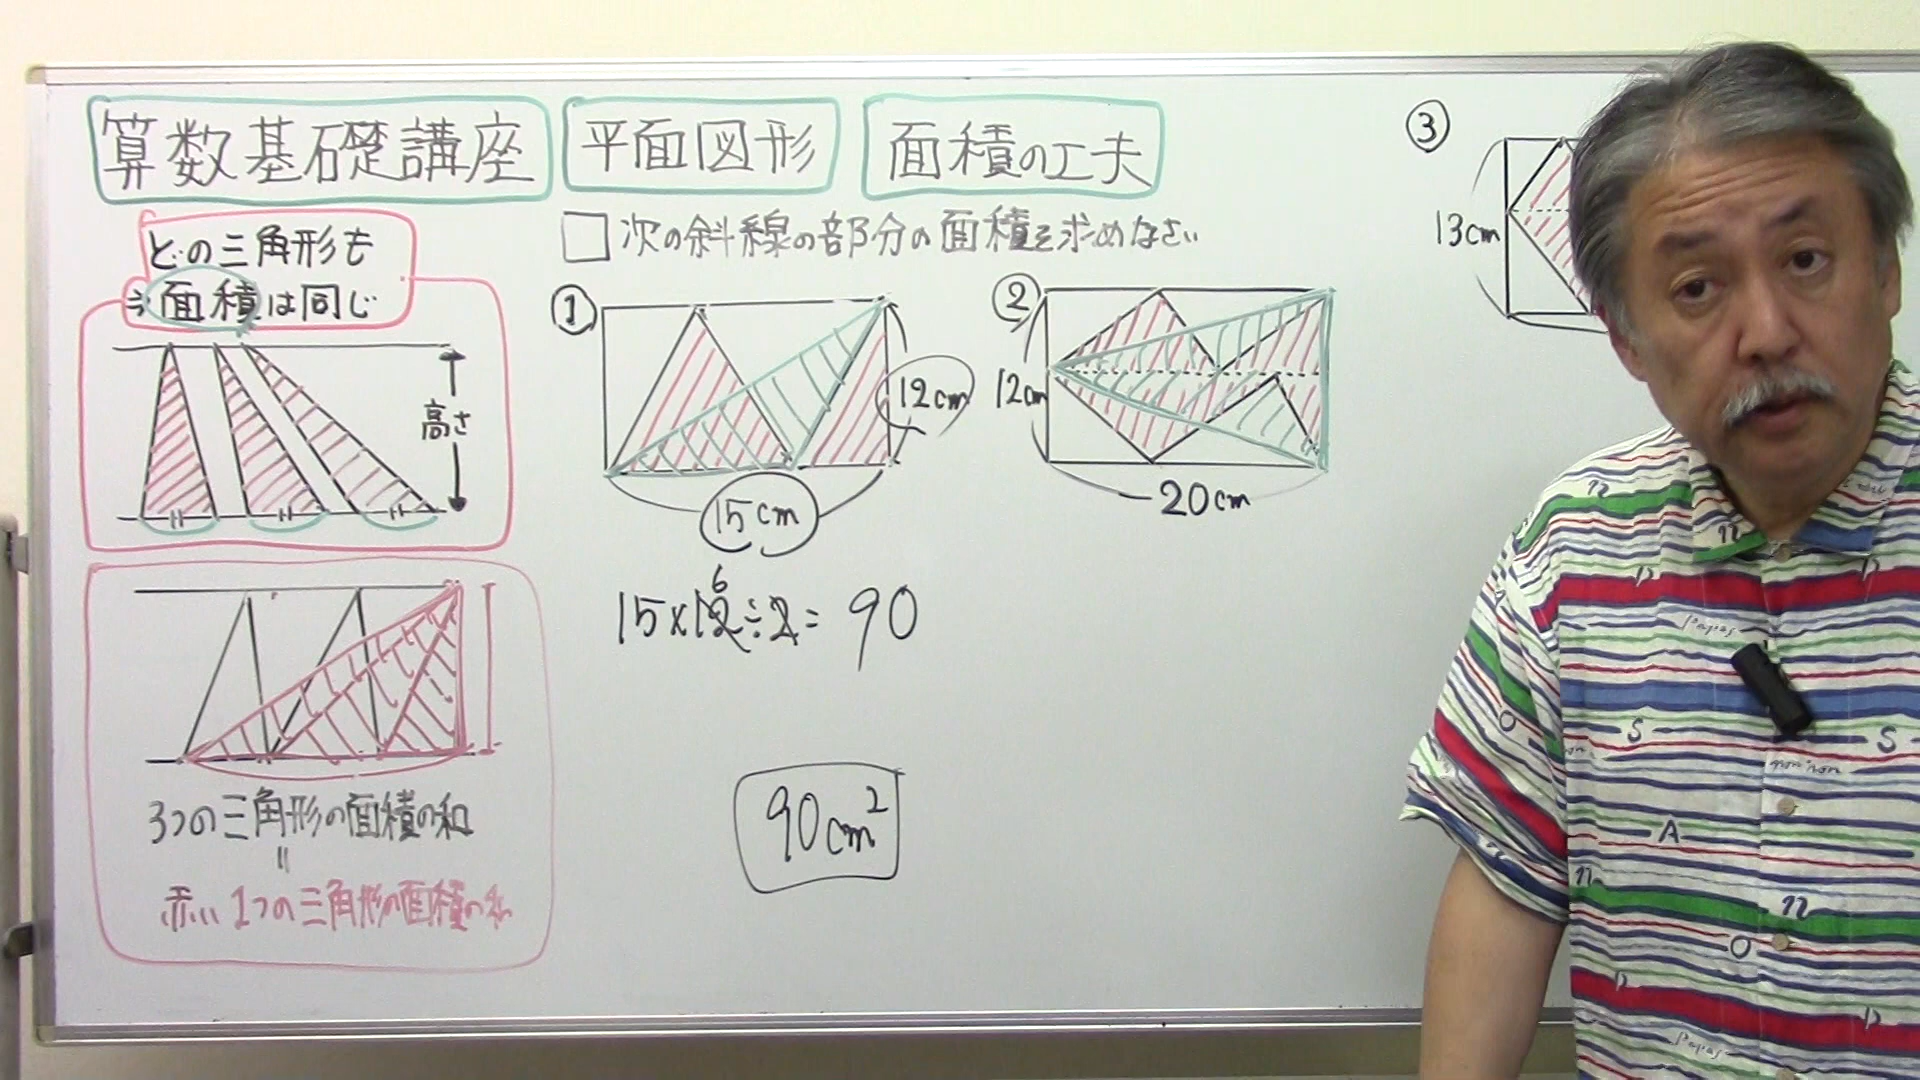 算数基礎講座
平面図形
面積の工夫
どの三角形も
⇒面積は同じ
高さ
3つの三角形の面積の和
=
赤い1つの三角形の面積の和
□次の斜線の部分の面積を求めなさい
①
12cm
15cm
15×12÷2=90
6
90cm²
②
12cm
20cm
③
13cm